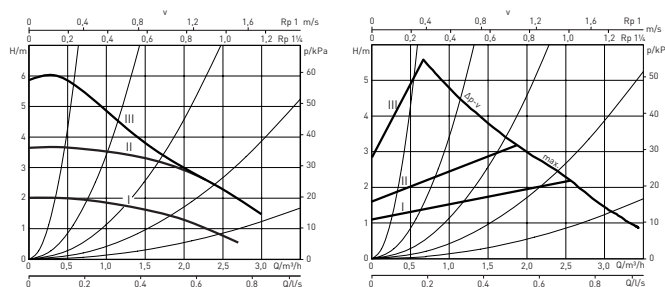 v
0 0,4 0,8 1,2 1,6 Rp 1 m/s
0 0,2 0,4 0,6 0,8 1,0 1,2 Rp 1¼
H/m p/kPa
6 5 4 3 2 1 0
60 50 40 30 20 10 0
III
II
I
0 0,5 1,0 1,5 2,0 3,0 Q/m³/h
0 0,2 0,4 0,6 0,8 Q/l/s
v
0 0,4 0,8 1,2 1,6 Rp 1 m/s
0 0,2 0,4 0,6 0,8 1,0 Rp 1¼
H/m p/kP
5 4 3 2 1 0
50 40 30 20 10 0
III
Δp-v
max.
II
I
0 0,5 1,0 1,5 2,0 2,5 3,0 Q/m³/h
0 0,2 0,4 0,6 0,8 Q/l/s